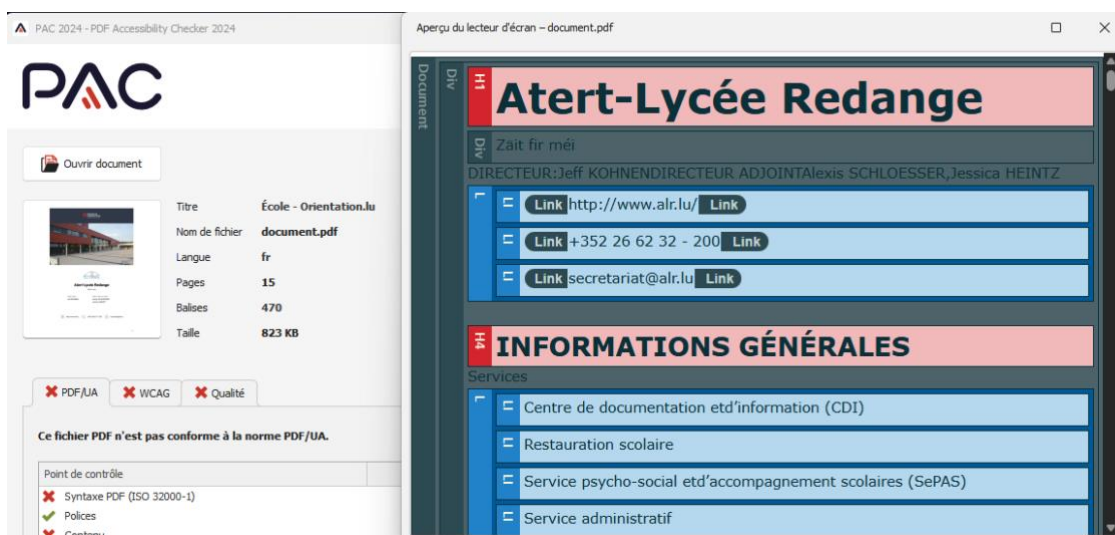 PAC 2024 - PDF Accessibility Checker 2024
PAC
Ouvrir document
Titre École - Orientation.lu
Nom de fichier document.pdf
Langue fr
Pages 15
Balises 470
Taille 823 KB
PDF/UA WCAG Qualité
Ce fichier PDF n'est pas conforme à la norme PDF/UA.
Point de contrôle
Syntaxe PDF (ISO 32000-1)
Polices
Contenu
Aperçu du lecteur d'écran – document.pdf
Document
Div
H1 Atert-Lycée Redange
Div Zait fir méi
DIRECTEUR:Jeff KOHNENDIRECTEUR ADJOINTAlexis SCHLOESSER,Jessica HEINTZ
L
LI Link http://www.alr.lu/ Link
LI Link +352 26 62 32 - 200 Link
LI Link secretariat@alr.lu Link
H4 INFORMATIONS GÉNÉRALES
Services
L
LI Centre de documentation etd'information (CDI)
LI Restauration scolaire
LI Service psycho-social etd'accompagnement scolaires (SePAS)
LI Service administratif